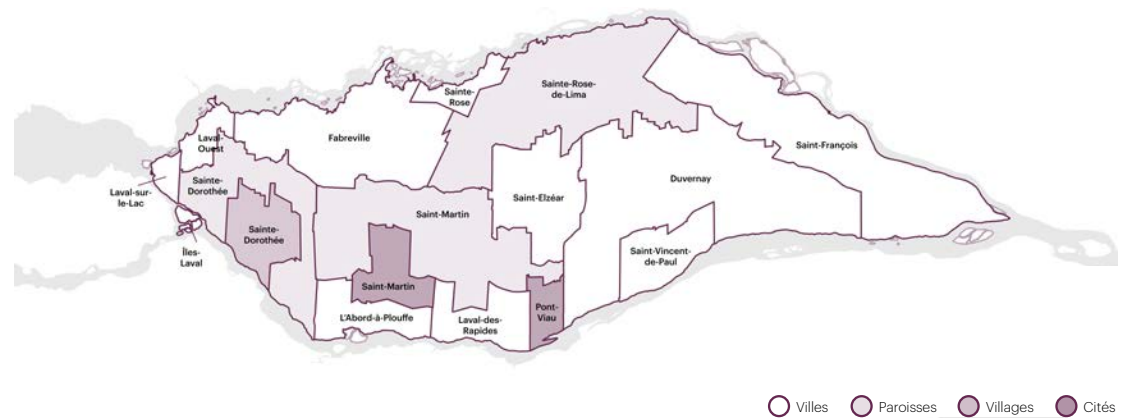 Sainte-
Rose
Sainte-Rose-
de-Lima
Laval-
Ouest
Fabreville
Saint-François
Laval-sur-
le-Lac
Sainte-
Dorothée
Duvernay
Saint-Elzéar
Saint-Martin
Sainte-
Dorothée
Îles-
Laval
Saint-Vincent-
de-Paul
Saint-Martin
Pont-
Viau
L'Abord-à-Plouffe
Laval-des-
Rapides
Villes
Paroisses
Villages
Cités